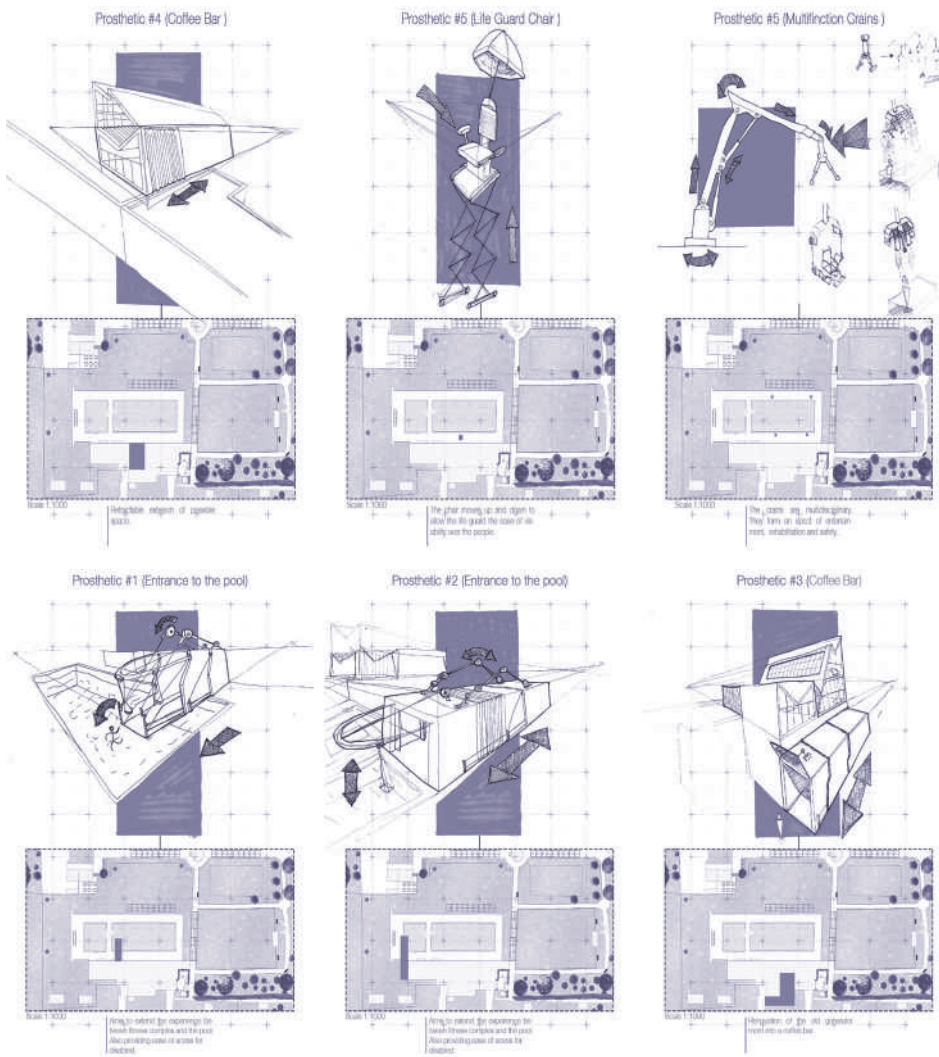 Prosthetic #4 (Coffee Bar )
Prosthetic #5 (Life Guard Chair )
Prosthetic #5 (Multifinction Grains )
Scale 1:1000
Retractable extesion of possible
space.
Scale 1:1000
The chair moves up and down to
allow the life guard the ease of vis
ability over the people.
Scale 1:1000
The crains are multidisciplinary.
They form an aspct of entertain
ment, rehabilitation and safety.
Prosthetic #1 (Entrance to the pool)
Prosthetic #2 (Entrance to the pool)
Prosthetic #3 (Coffee Bar)
Scale 1:1000
Aims to extend the experience be
tween fitness complex and the pool
Also providing ease of access for
disabled.
Scale 1:1000
Aims to extend the experience be
tween fitness complex and the pool
Also providing ease of access for
disabled.
Scale 1:1000
Renovation of the old generator
room into a coffee bar.